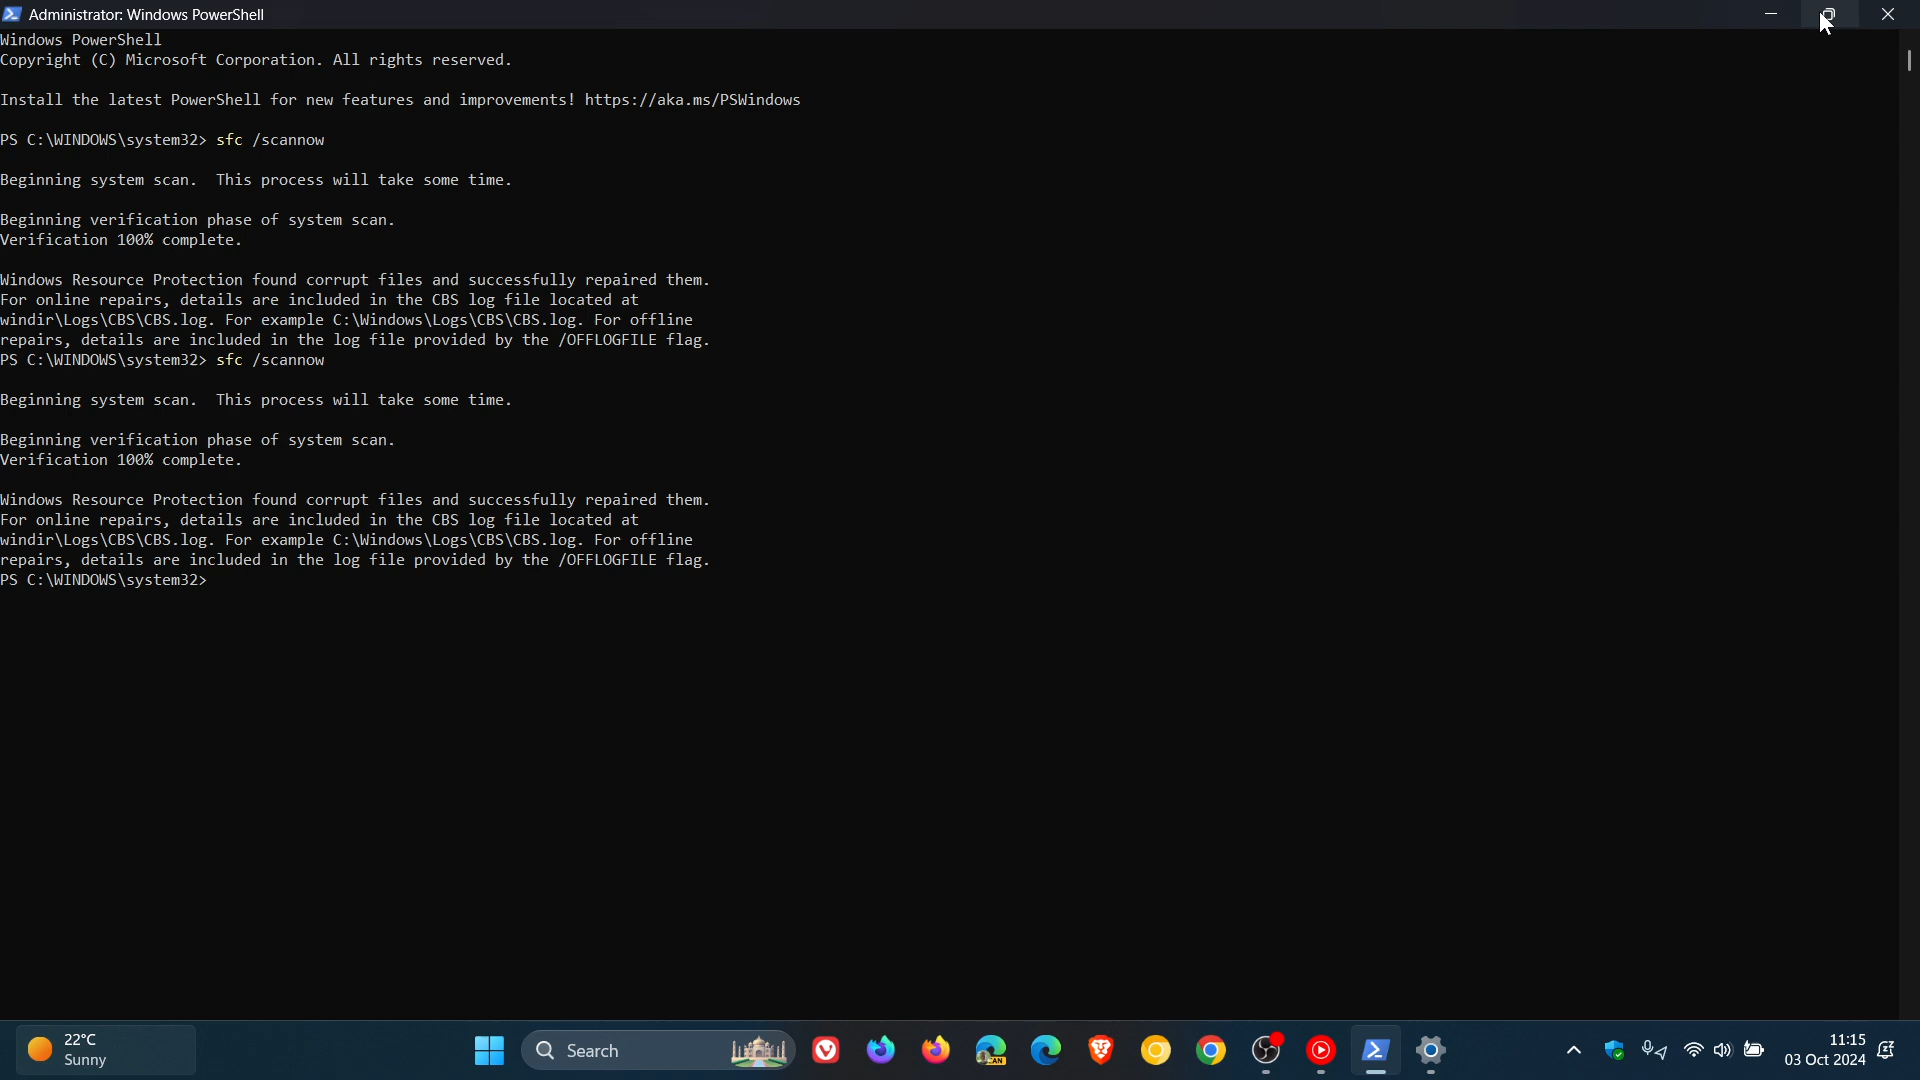 Administrator: Windows PowerShell
Windows PowerShell
Copyright (C) Microsoft Corporation. All rights reserved.
Install the latest PowerShell for new features and improvements! https://aka.ms/PSWindows
PS C:\WINDOWS\system32> sfc /scannow
Beginning system scan.  This process will take some time.
Beginning verification phase of system scan.
Verification 100% complete.
Windows Resource Protection found corrupt files and successfully repaired them.
For online repairs, details are included in the CBS log file located at
windir\Logs\CBS\CBS.log. For example C:\Windows\Logs\CBS\CBS.log. For offline
repairs, details are included in the log file provided by the /OFFLOGFILE flag.
PS C:\WINDOWS\system32> sfc /scannow
Beginning system scan.  This process will take some time.
Beginning verification phase of system scan.
Verification 100% complete.
Windows Resource Protection found corrupt files and successfully repaired them.
For online repairs, details are included in the CBS log file located at
windir\Logs\CBS\CBS.log. For example C:\Windows\Logs\CBS\CBS.log. For offline
repairs, details are included in the log file provided by the /OFFLOGFILE flag.
PS C:\WINDOWS\system32>
22°C
Sunny
Search
CAN
11:15
03 Oct 2024